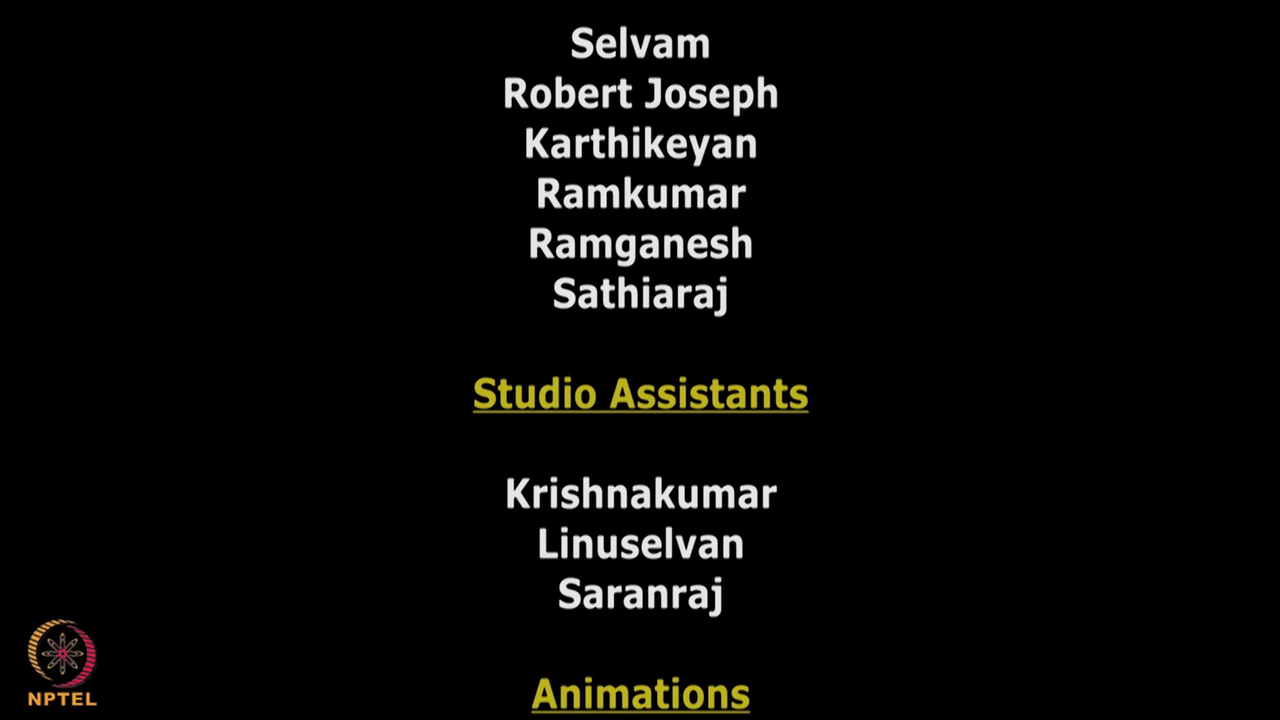 Selvam
Robert Joseph
Karthikeyan
Ramkumar
Ramganesh
Sathiaraj
Studio Assistants
Krishnakumar
Linuselvan
Saranraj
Animations
NPTEL